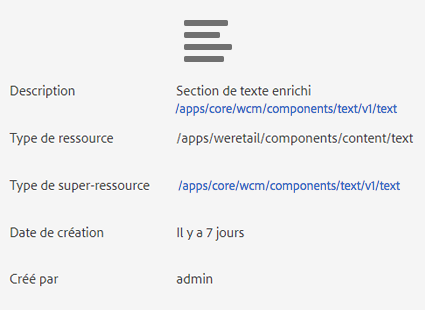 Description Section de texte enrichi
/apps/core/wcm/components/text/v1/text
Type de ressource /apps/weretail/components/content/text
Type de super-ressource /apps/core/wcm/components/text/v1/text
Date de création Il y a 7 jours
Créé par admin